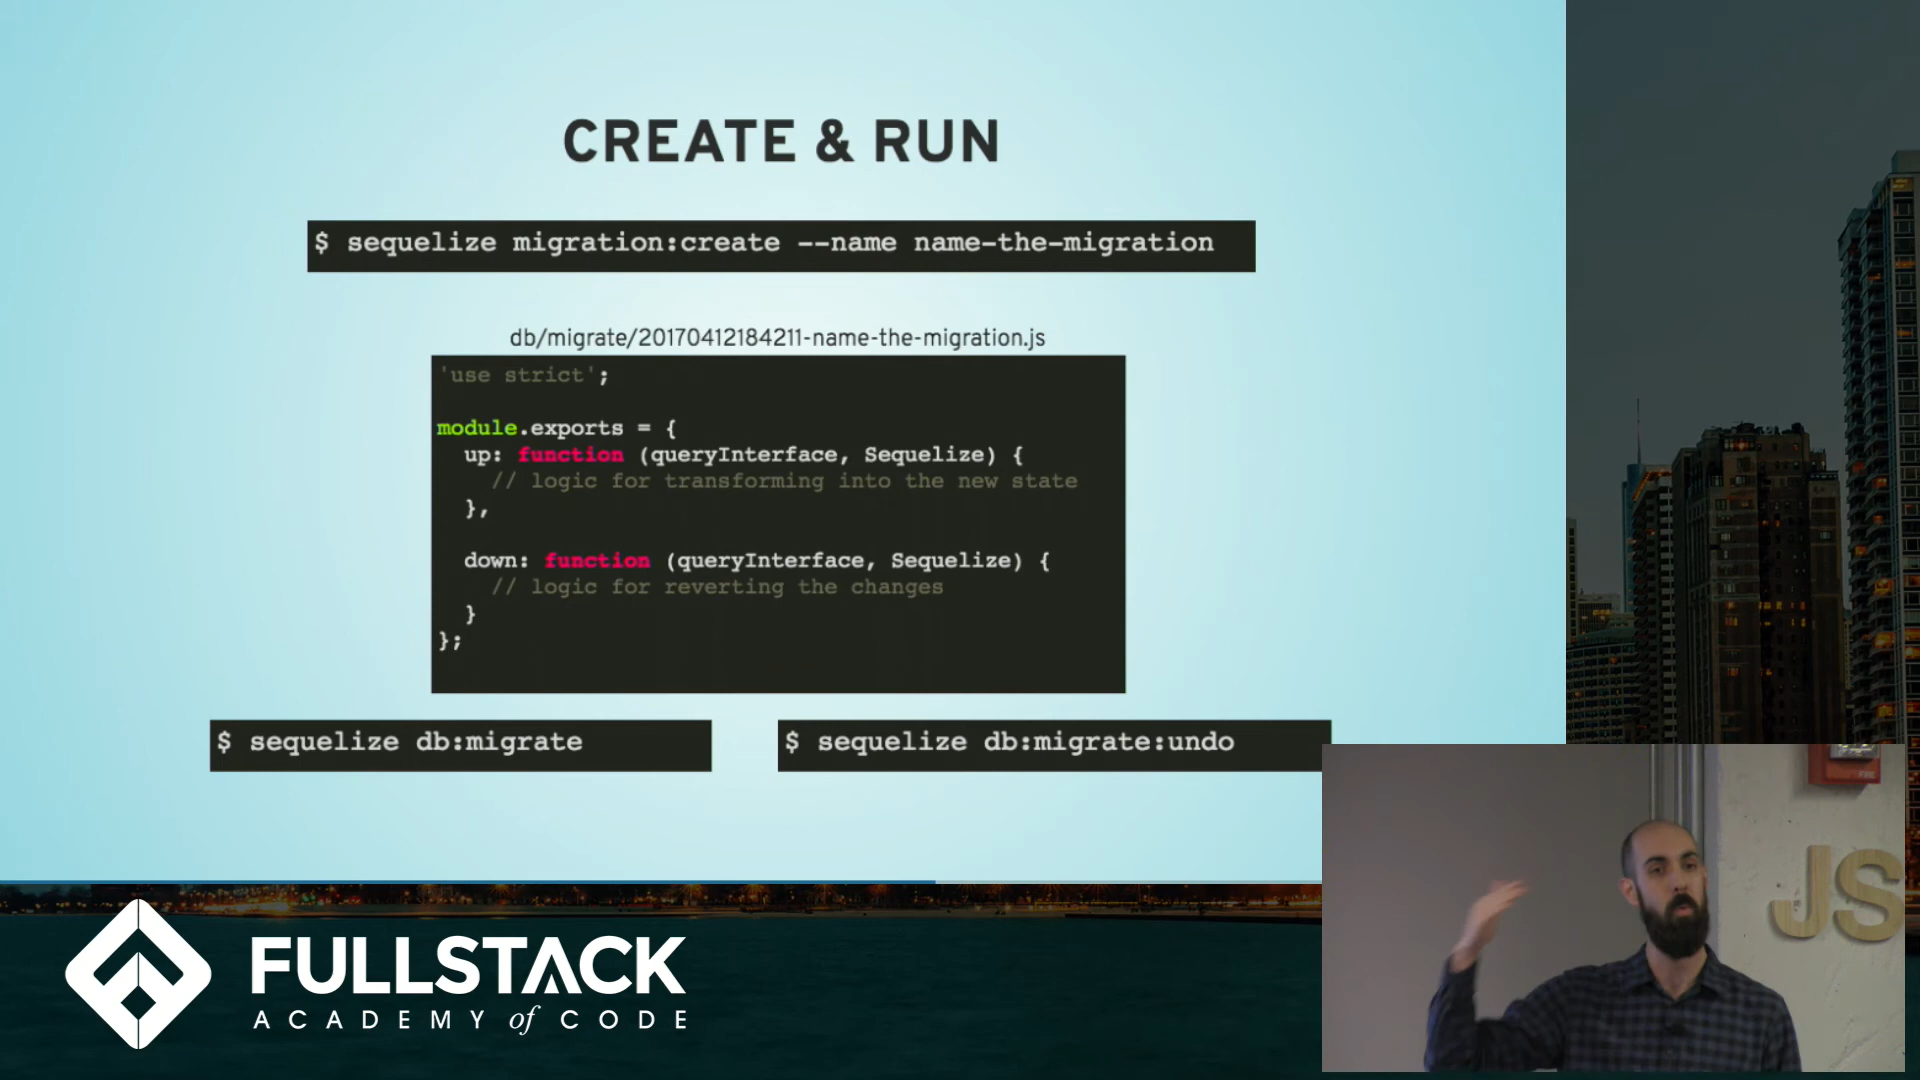 CREATE & RUN
$ sequelize migration:create --name name-the-migration
db/migrate/20170412184211-name-the-migration.js
'use strict';
module.exports = {
up: function (queryInterface, Sequelize) {
// logic for transforming into the new state
},
down: function (queryInterface, Sequelize) {
// logic for reverting the changes
}
};
$ sequelize db:migrate
$ sequelize db:migrate:undo
FIRE
JS
FULLSTACK
ACADEMY of CODE